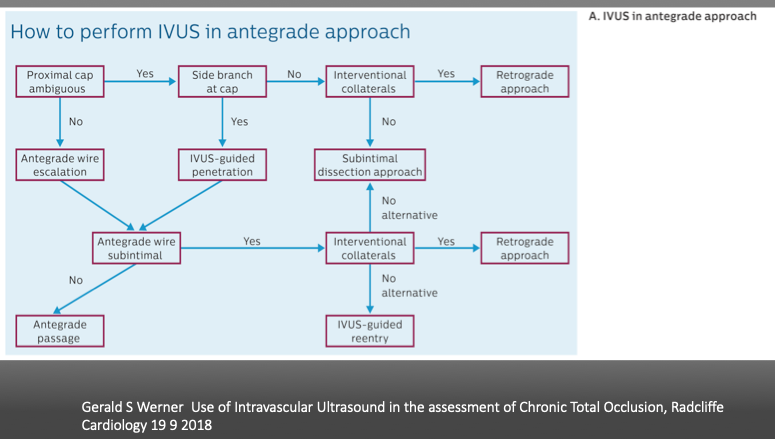 A. IVUS in antegrade approach
How to perform IVUS in antegrade approach
Proximal cap
ambiguous
Yes
Side branch
at cap
No
Interventional
collaterals
Yes
Retrograde
approach
No
Yes
No
Antegrade wire
escalation
IVUS-guided
penetration
Subintimal
dissection approach
No
alternative
Antegrade wire
subintimal
Yes
Interventional
collaterals
Yes
Retrograde
approach
No
No
alternative
Antegrade
passage
IVUS-guided
reentry
Gerald S Werner Use of Intravascular Ultrasound in the assessment of Chronic Total Occlusion, Radcliffe
Cardiology 19 9 2018